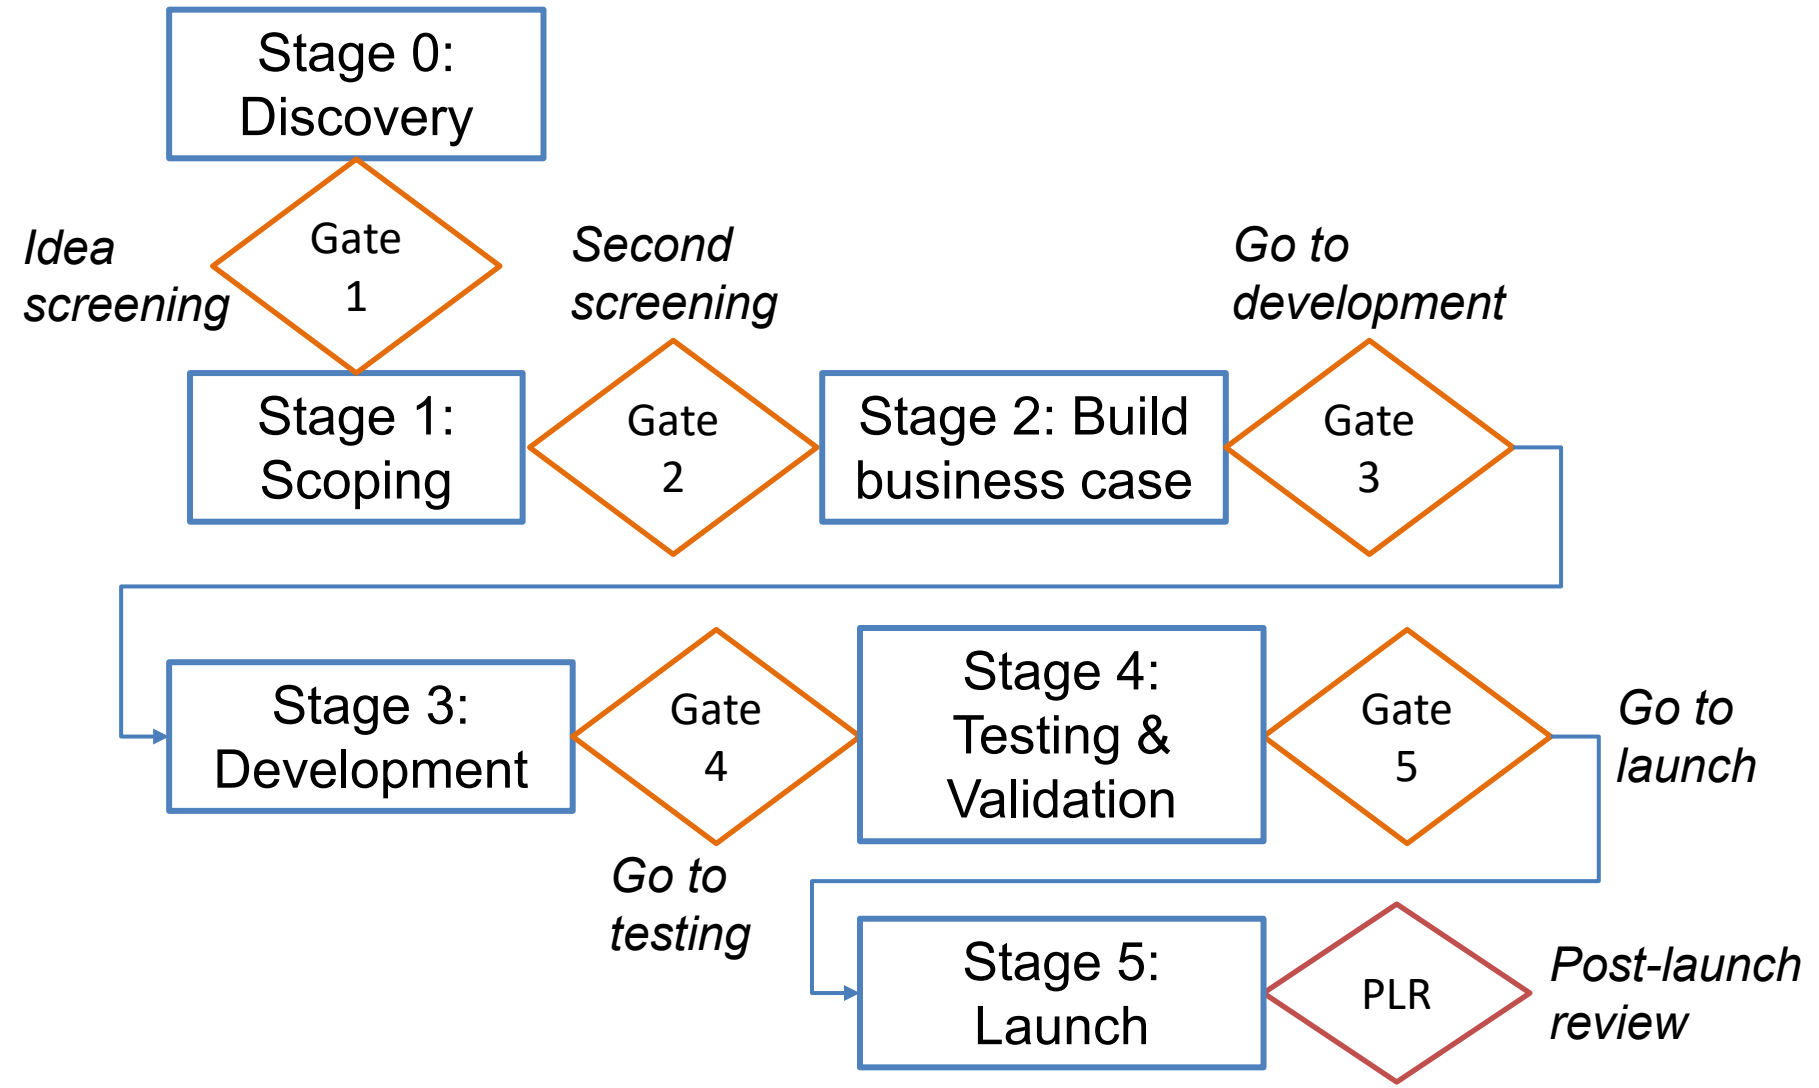 Stage 0:
Discovery
Idea
screening
Gate
1
Second
screening
Go to
development
Stage 1:
Scoping
Gate
2
Stage 2: Build
business case
Gate
3
Stage 3:
Development
Gate
4
Go to
testing
Stage 4:
Testing &
Validation
Gate
5
Go to
launch
Stage 5:
Launch
PLR
Post-launch
review